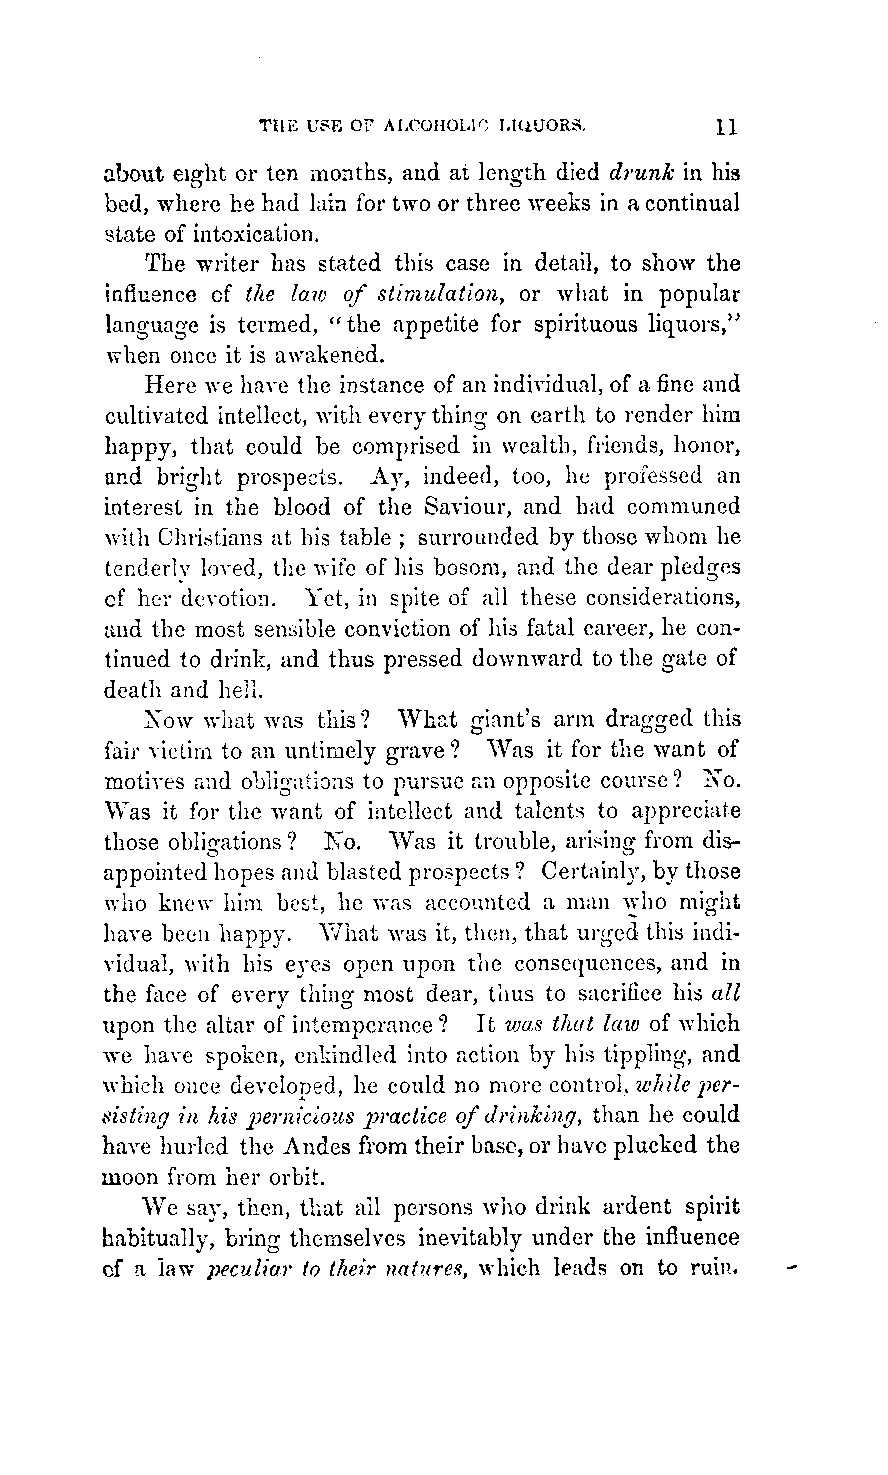 THE USE OF ALCOHOLIC LIQUORS. 11
about eight or ten months, and at length died drunk in his
bed, where he had lain for two or three weeks in a continual
state of intoxication.
The writer has stated this case in detail, to show the
influence of the law of stimulation, or what in popular
language is termed, "the appetite for spirituous liquors,"
when once it is awakened.
Here we have the instance of an individual, of a fine and
cultivated intellect, with every thing on earth to render him
happy, that could be comprised in wealth, friends, honor,
and bright prospects. Ay, indeed, too, he professed an
interest in the blood of the Saviour, and had communed
with Christians at his table ; surrounded by those whom he
tenderly loved, the wife of his bosom, and the dear pledges
of her devotion. Yet, in spite of all these considerations,
and the most sensible conviction of his fatal career, he con-
tinued to drink, and thus pressed downward to the gate of
death and hell.
Now what was this? What giant's arm dragged this
fair victim to an untimely grave? Was it for the want of
motives and obligations to pursue an opposite course? No.
Was it for the want of intellect and talents to appreciate
those obligations? No. Was it trouble, arising from dis-
appointed hopes and blasted prospects? Certainly, by those
who knew him best, he was accounted a man who might
have been happy. What was it, then, that urged this indi-
vidual, with his eyes open upon the consequences, and in
the face of every thing most dear, thus to sacrifice his all
upon the altar of intemperance? It was that law of which
we have spoken, enkindled into action by his tippling, and
which once developed, he could no more control, while per-
sisting in his pernicious practice of drinking, than he could
have hurled the Andes from their base, or have plucked the
moon from her orbit.
We say, then, that all persons who drink ardent spirit
habitually, bring themselves inevitably under the influence
of a law peculiar to their natures, which leads on to ruin.